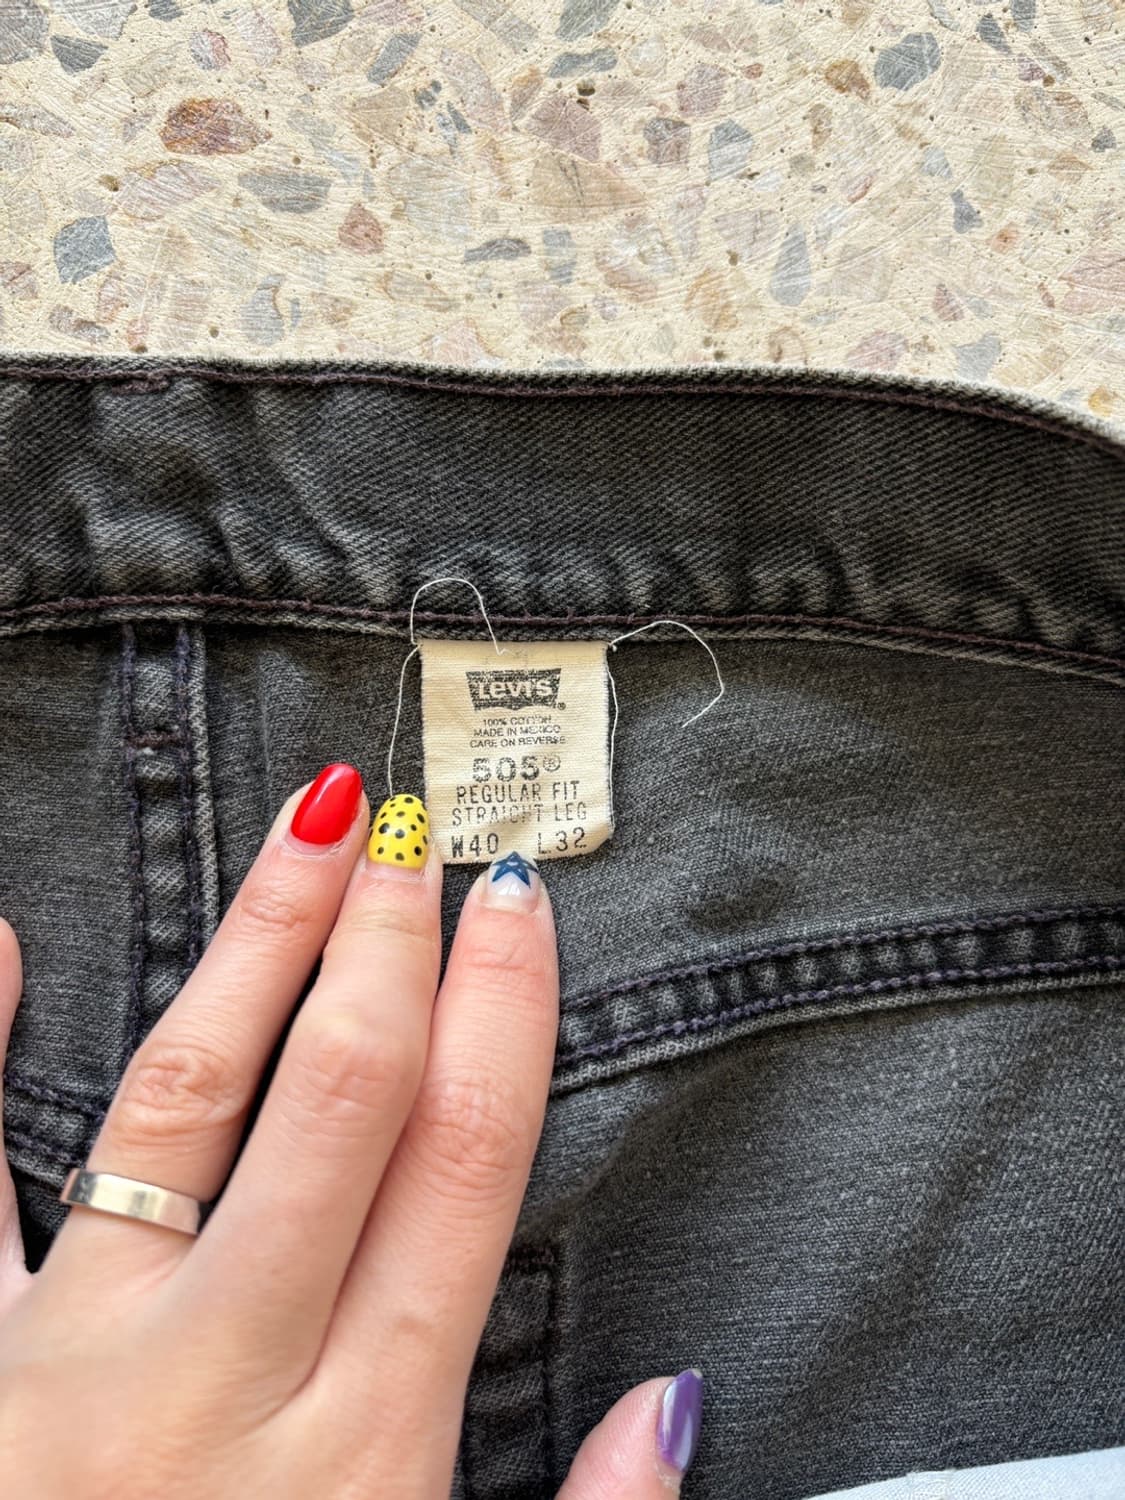 Levi's®
100% COTTON
MADE IN MEXICO
CARE ON REVERSE
505®
REGULAR FIT
STRAIGHT LEG
W40 L32